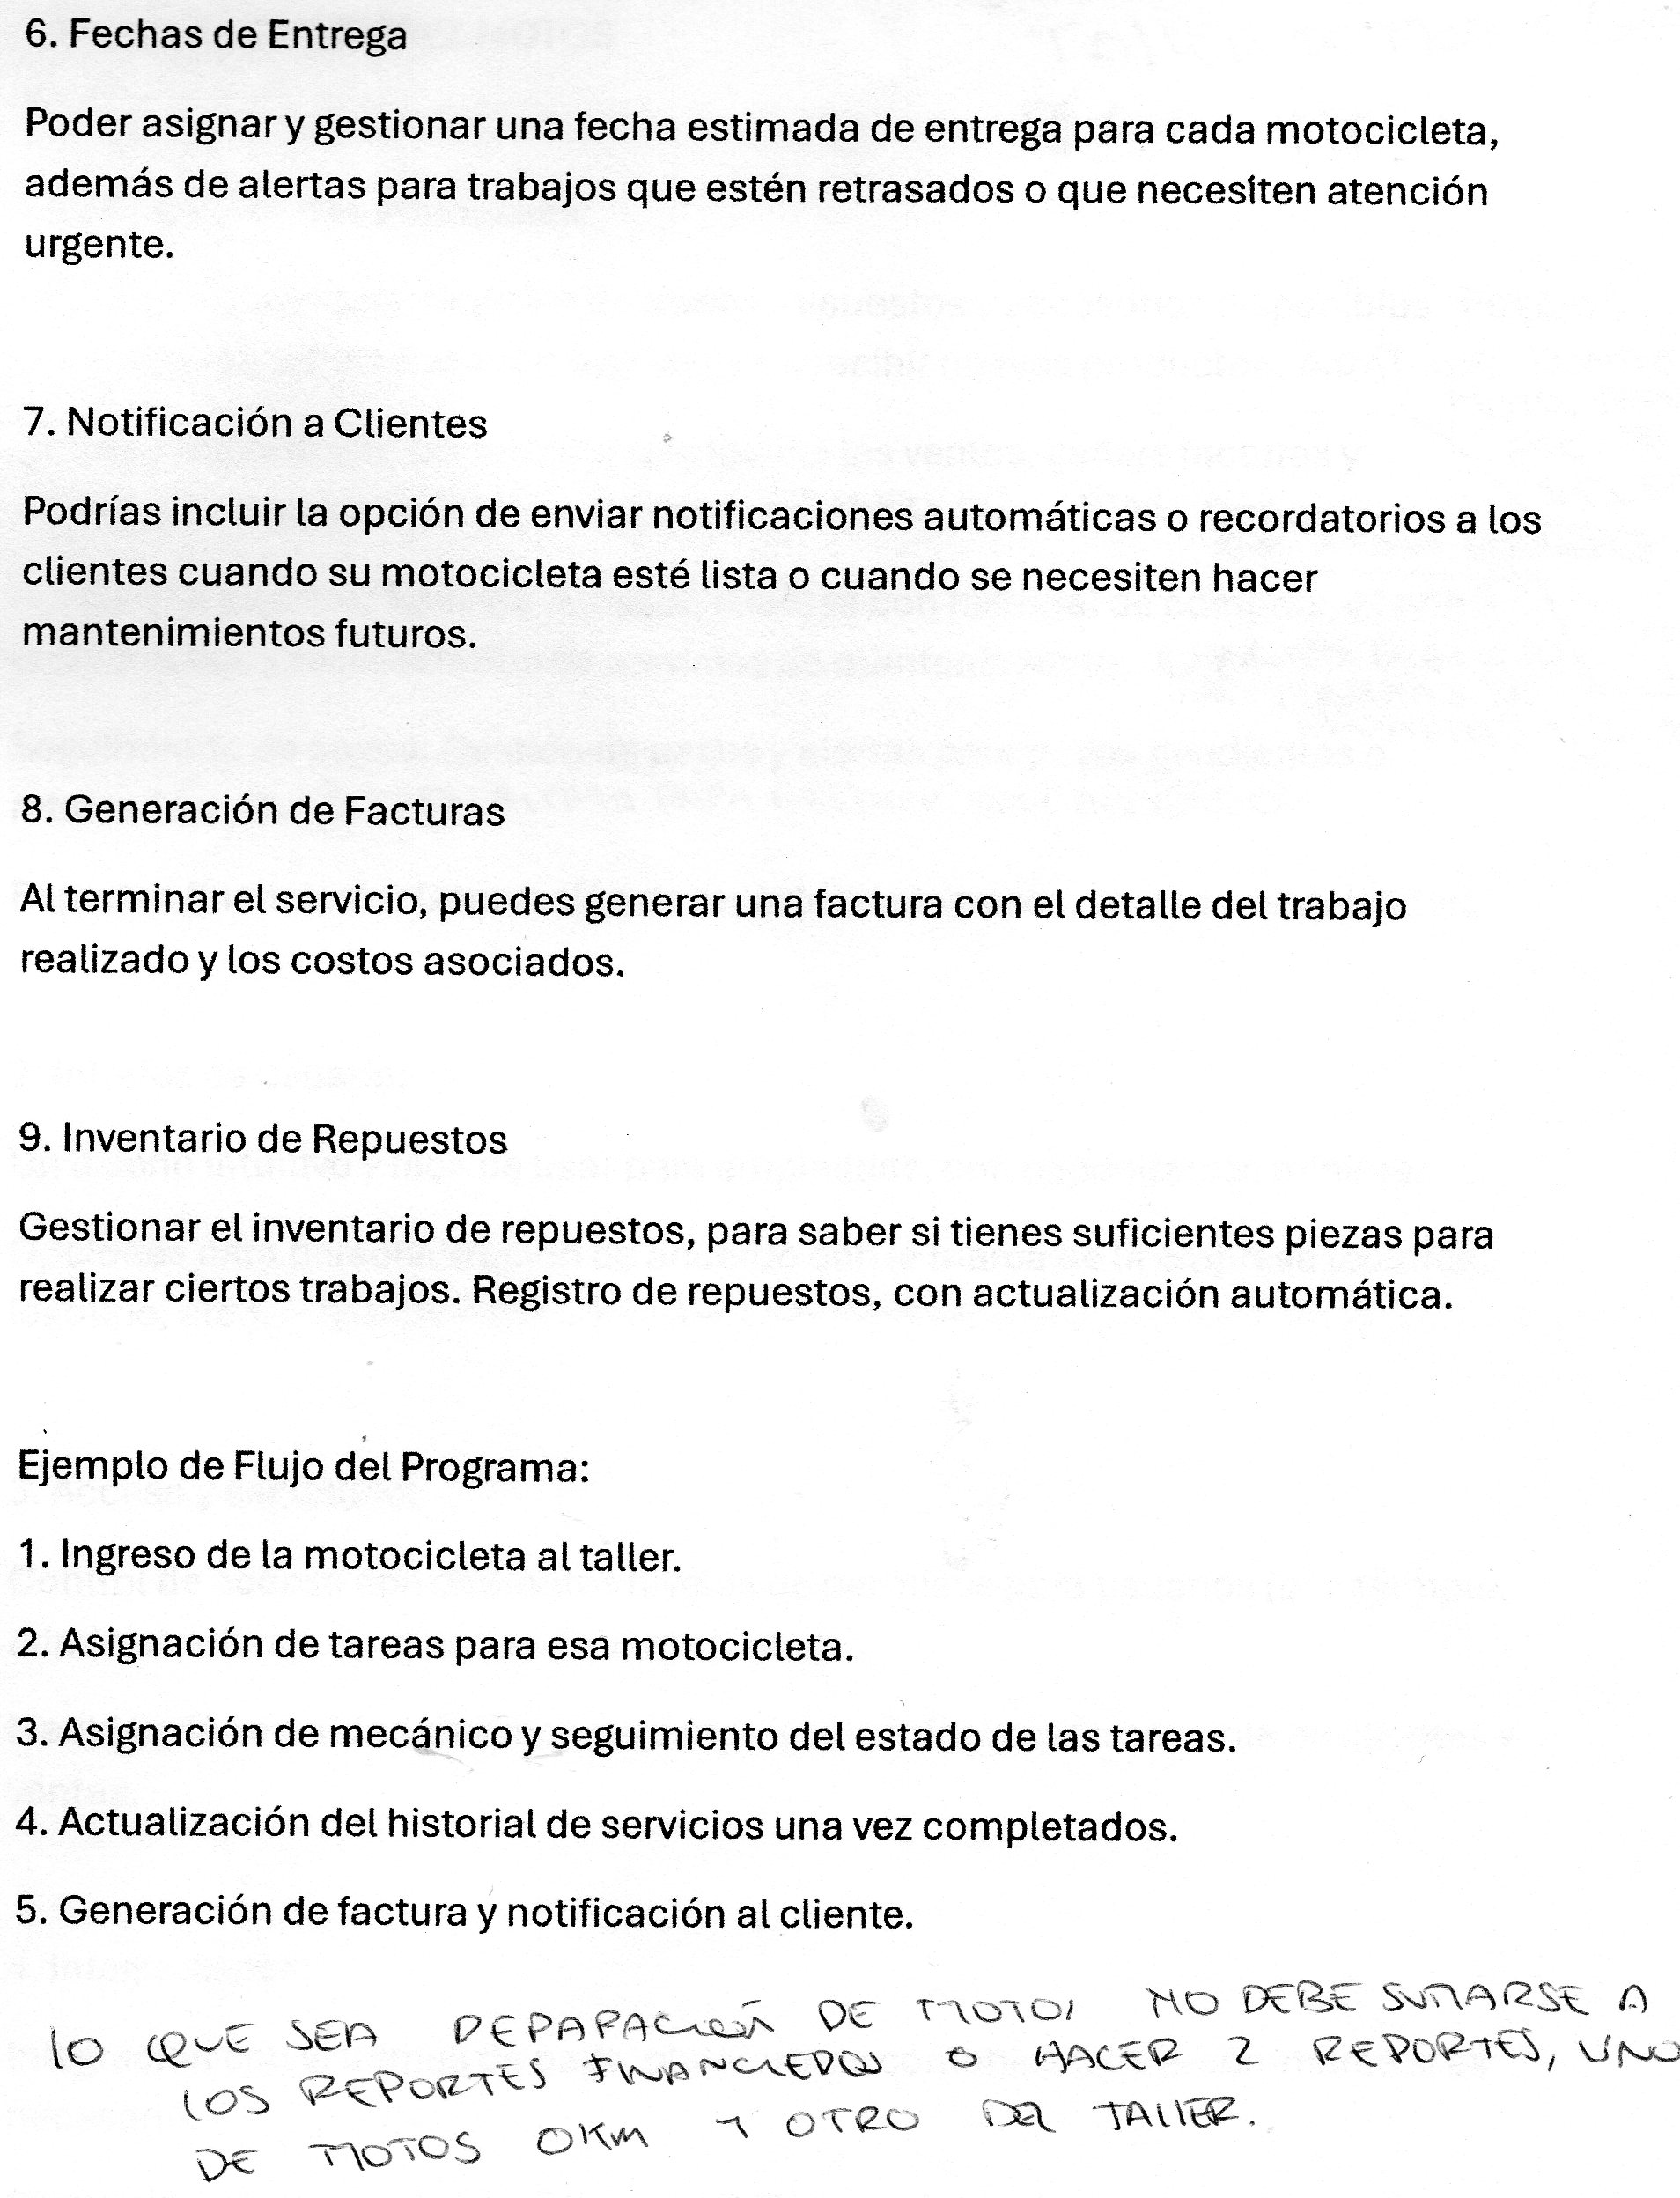 6. Fechas de Entrega
Poder asignar y gestionar una fecha estimada de entrega para cada motocicleta,
además de alertas para trabajos que estén retrasados o que necesiten atención
urgente.
7. Notificación a Clientes
Podrías incluir la opción de enviar notificaciones automáticas o recordatorios a los
clientes cuando su motocicleta esté lista o cuando se necesiten hacer
mantenimientos futuros.
8. Generación de Facturas
Al terminar el servicio, puedes generar una factura con el detalle del trabajo
realizado y los costos asociados.
9. Inventario de Repuestos
Gestionar el inventario de repuestos, para saber si tienes suficientes piezas para
realizar ciertos trabajos. Registro de repuestos, con actualización automática.
Ejemplo de Flujo del Programa:
1. Ingreso de la motocicleta al taller.
2. Asignación de tareas para esa motocicleta.
3. Asignación de mecánico y seguimiento del estado de las tareas.
4. Actualización del historial de servicios una vez completados.
5. Generación de factura y notificación al cliente.
lO QUE SEA REPARACIÓN DE MOTOS NO DEBE SUMARSE A
lOS REPORTES FINANCIEROS O HACER 2 REPORTES, UNO
DE MOTOS 0Km Y OTRO DEL TALLER.